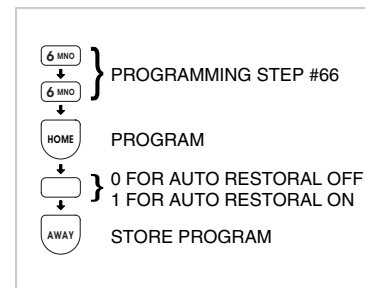 6 MNO
6 MNO
PROGRAMMING STEP #66
HOME
PROGRAM
0 FOR AUTO RESTORAL OFF
1 FOR AUTO RESTORAL ON
AWAY
STORE PROGRAM